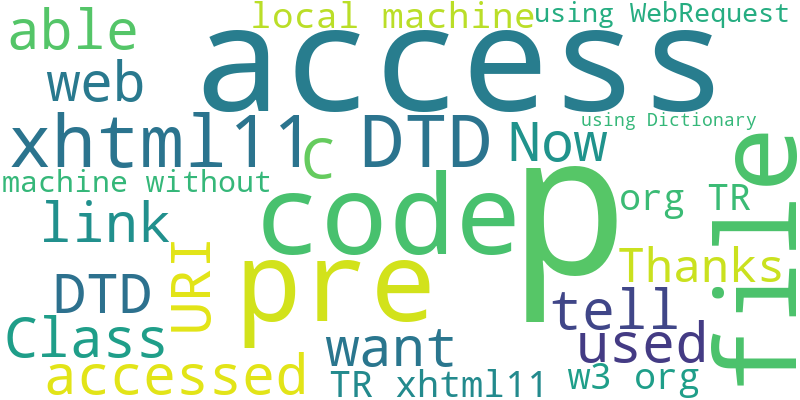 able
local machine
using WebRequest
access
web
using Dictionary
xhtml11
C
DTD
Now
file
machine without
code
p
org TR
link
URI
pre
Thanks
DTD
tell
Class
want
used
accessed
TR xhtml11
w3 org